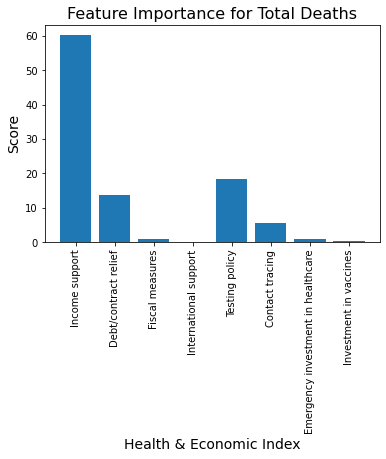 Feature Importance for Total Deaths
Score
60
50
40
30
20
10
0
Income support
Debt/contract relief
Fiscal measures
International support
Testing policy
Contact tracing
Emergency investment in healthcare
Investment in vaccines
Health & Economic Index